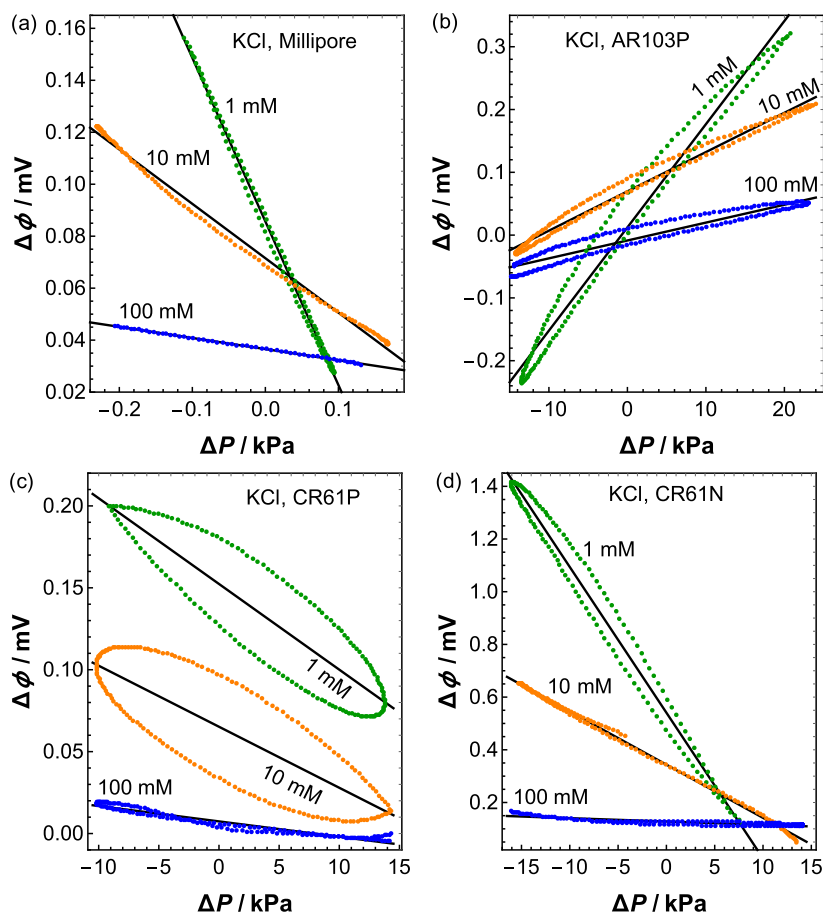 (a)
KCl, Millipore
1 mM
10 mM
100 mM
0.16
0.14
0.12
0.10
0.08
0.06
0.04
0.02
Δϕ / mV
−0.2
−0.1
0.0
0.1
ΔP / kPa
(b)
KCl, AR103P
1 mM
10 mM
100 mM
0.3
0.2
0.1
0.0
−0.1
−0.2
Δϕ / mV
−10
0
10
20
ΔP / kPa
(c)
KCl, CR61P
1 mM
10 mM
100 mM
0.20
0.15
0.10
0.05
0.00
Δϕ / mV
−10
−5
0
5
10
15
ΔP / kPa
(d)
KCl, CR61N
1 mM
10 mM
100 mM
1.4
1.2
1.0
0.8
0.6
0.4
0.2
Δϕ / mV
−15
−10
−5
0
5
10
15
ΔP / kPa